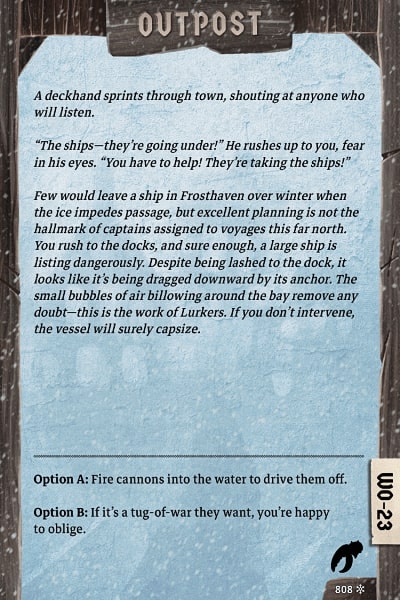 OUTPOST
A deckhand sprints through town, shouting at anyone who
will listen.
“The ships—they’re going under!” He rushes up to you, fear
in his eyes. “You have to help! They’re taking the ships!”
Few would leave a ship in Frosthaven over winter when
the ice impedes passage, but excellent planning is not the
hallmark of captains assigned to voyages this far north.
You rush to the docks, and sure enough, a large ship is
listing dangerously. Despite being lashed to the dock, it
looks like it’s being dragged downward by its anchor. The
small bubbles of air billowing around the bay remove any
doubt—this is the work of Lurkers. If you don’t intervene,
the vessel will surely capsize.
Option A: Fire cannons into the water to drive them off.
Option B: If it’s a tug-of-war they want, you’re happy
to oblige.
WO-23
808